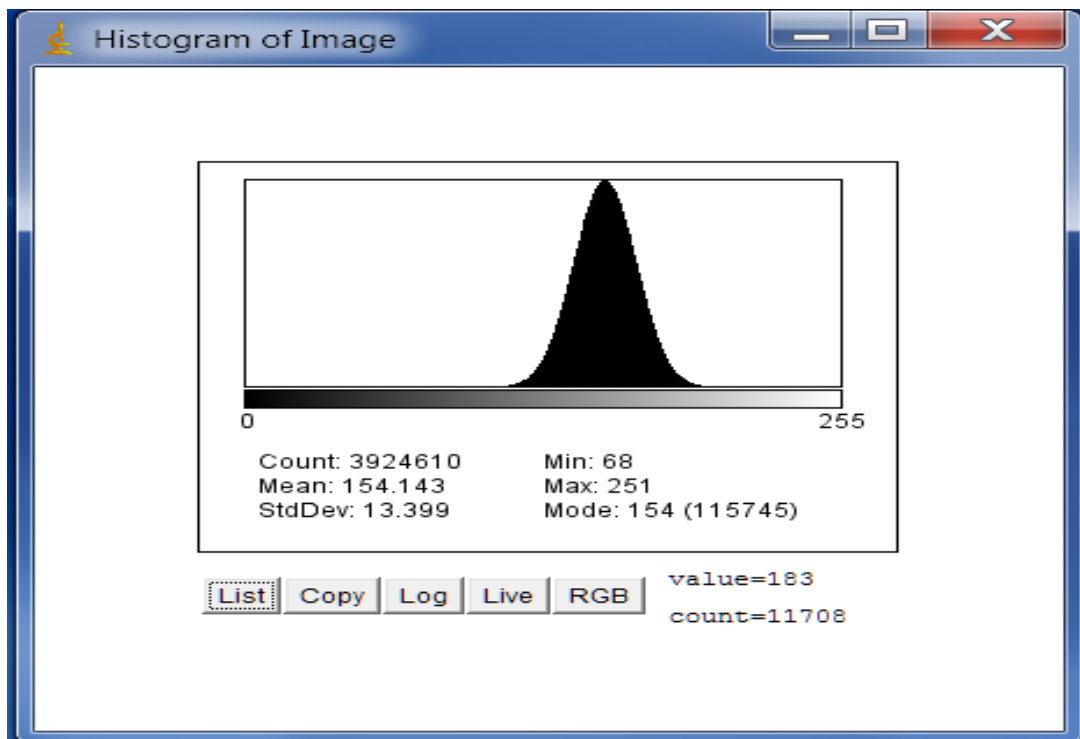 Histogram of Image
0 255
Count: 3924610 Min: 68
Mean: 154.143 Max: 251
StdDev: 13.399 Mode: 154 (115745)
List Copy Log Live RGB value=183
count=11708